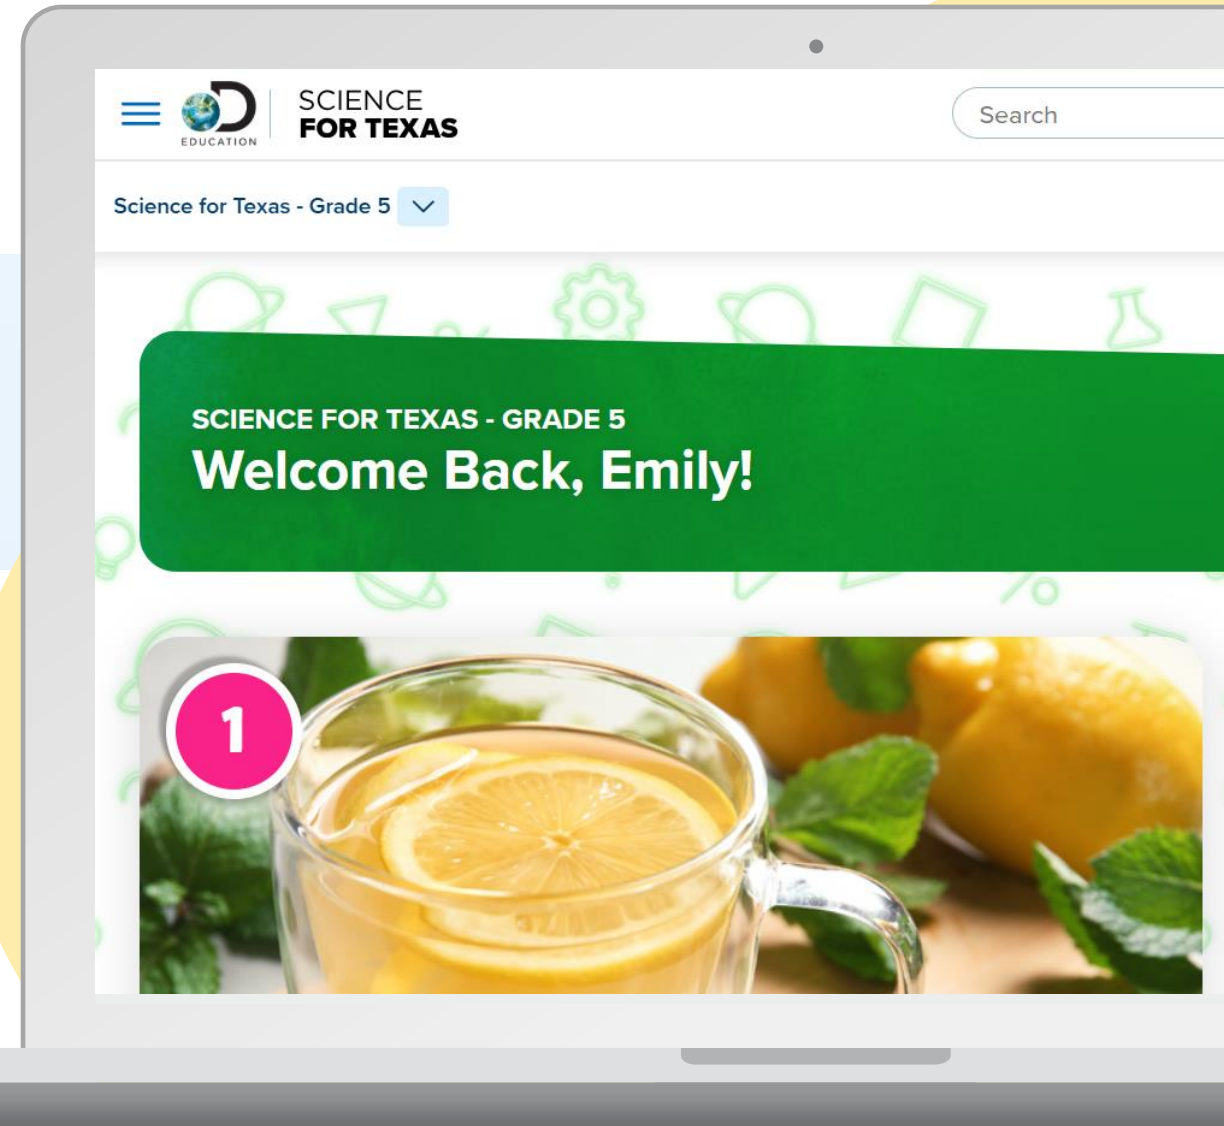 EDUCATION
SCIENCE
FOR TEXAS
Search
Science for Texas - Grade 5
SCIENCE FOR TEXAS - GRADE 5
Welcome Back, Emily!
1